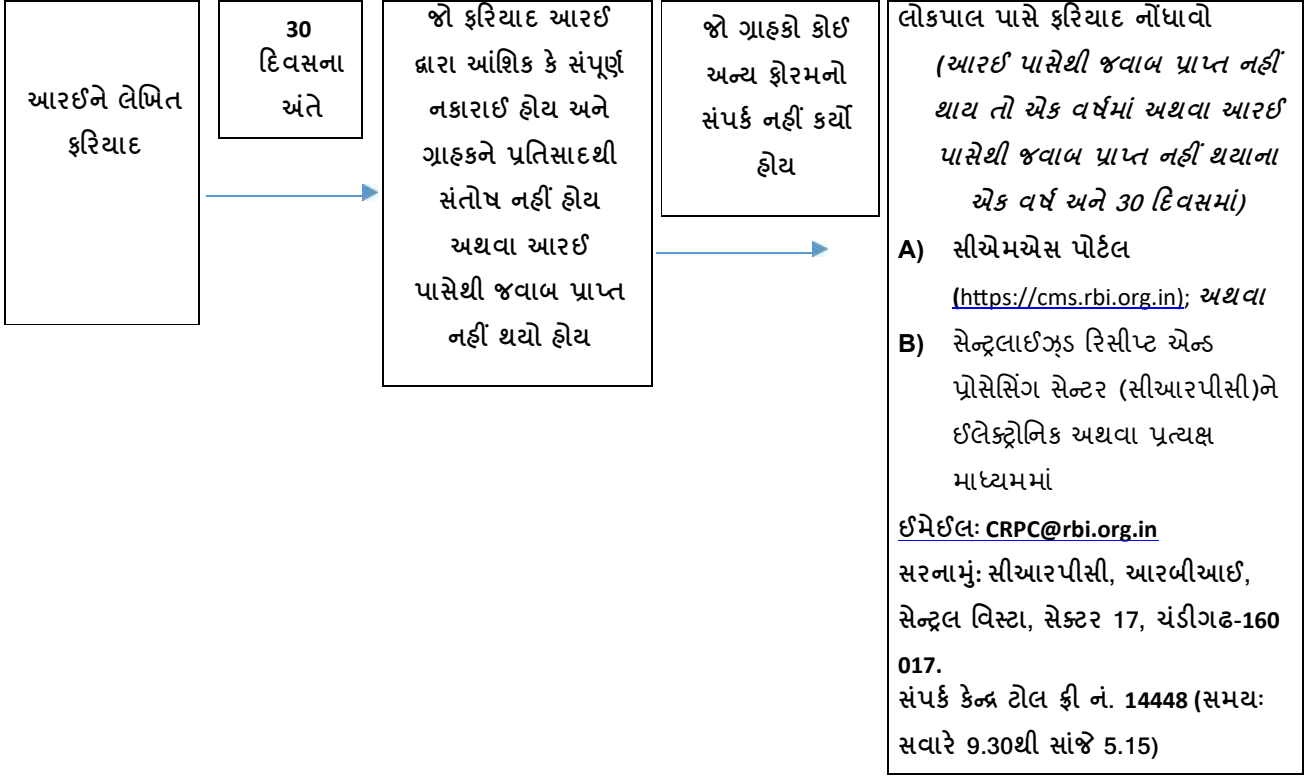 આરઈને લેખિત
ફરિયાદ
30
દિવસના
અંતે
જો ફરિયાદ આરઈ
દ્વારા આંશિક કે સંપૂર્ણ
નકારાઈ હોય અને
ગ્રાહકને પ્રતિસાદથી
સંતોષ નહીં હોય
અથવા આરઈ
પાસેથી જવાબ પ્રાપ્ત
નહીં થયો હોય
જો ગ્રાહકો કોઈ
અન્ય ફોરમનો
સંપર્ક નહીં કર્યો
હોય
લોકપાલ પાસે ફરિયાદ નોંધાવો
(આરઈ પાસેથી જવાબ પ્રાપ્ત નહીં
થાય તો એક વર્ષમાં અથવા આરઈ
પાસેથી જવાબ પ્રાપ્ત નહીં થયાના
એક વર્ષ અને 30 દિવસમાં)
A) સીએમએસ પોર્ટલ
(https://cms.rbi.org.in); અથવા
B) સેન્ટ્રલાઈઝ્ડ રિસીપ્ટ એન્ડ
પ્રોસેસિંગ સેન્ટર (સીઆરપીસી)ને
ઈલેક્ટ્રોનિક અથવા પ્રત્યક્ષ
માધ્યમમાં
ઈમેઈલઃ CRPC@rbi.org.in
સરનામું: સીઆરપીસી, આરબીઆઈ,
સેન્ટ્રલ વિસ્ટા, સેક્ટર 17, ચંડીગઢ-160
017.
સંપર્ક કેન્દ્ર ટોલ ફ્રી નં. 14448 (સમયઃ
સવારે 9.30થી સાંજે 5.15)